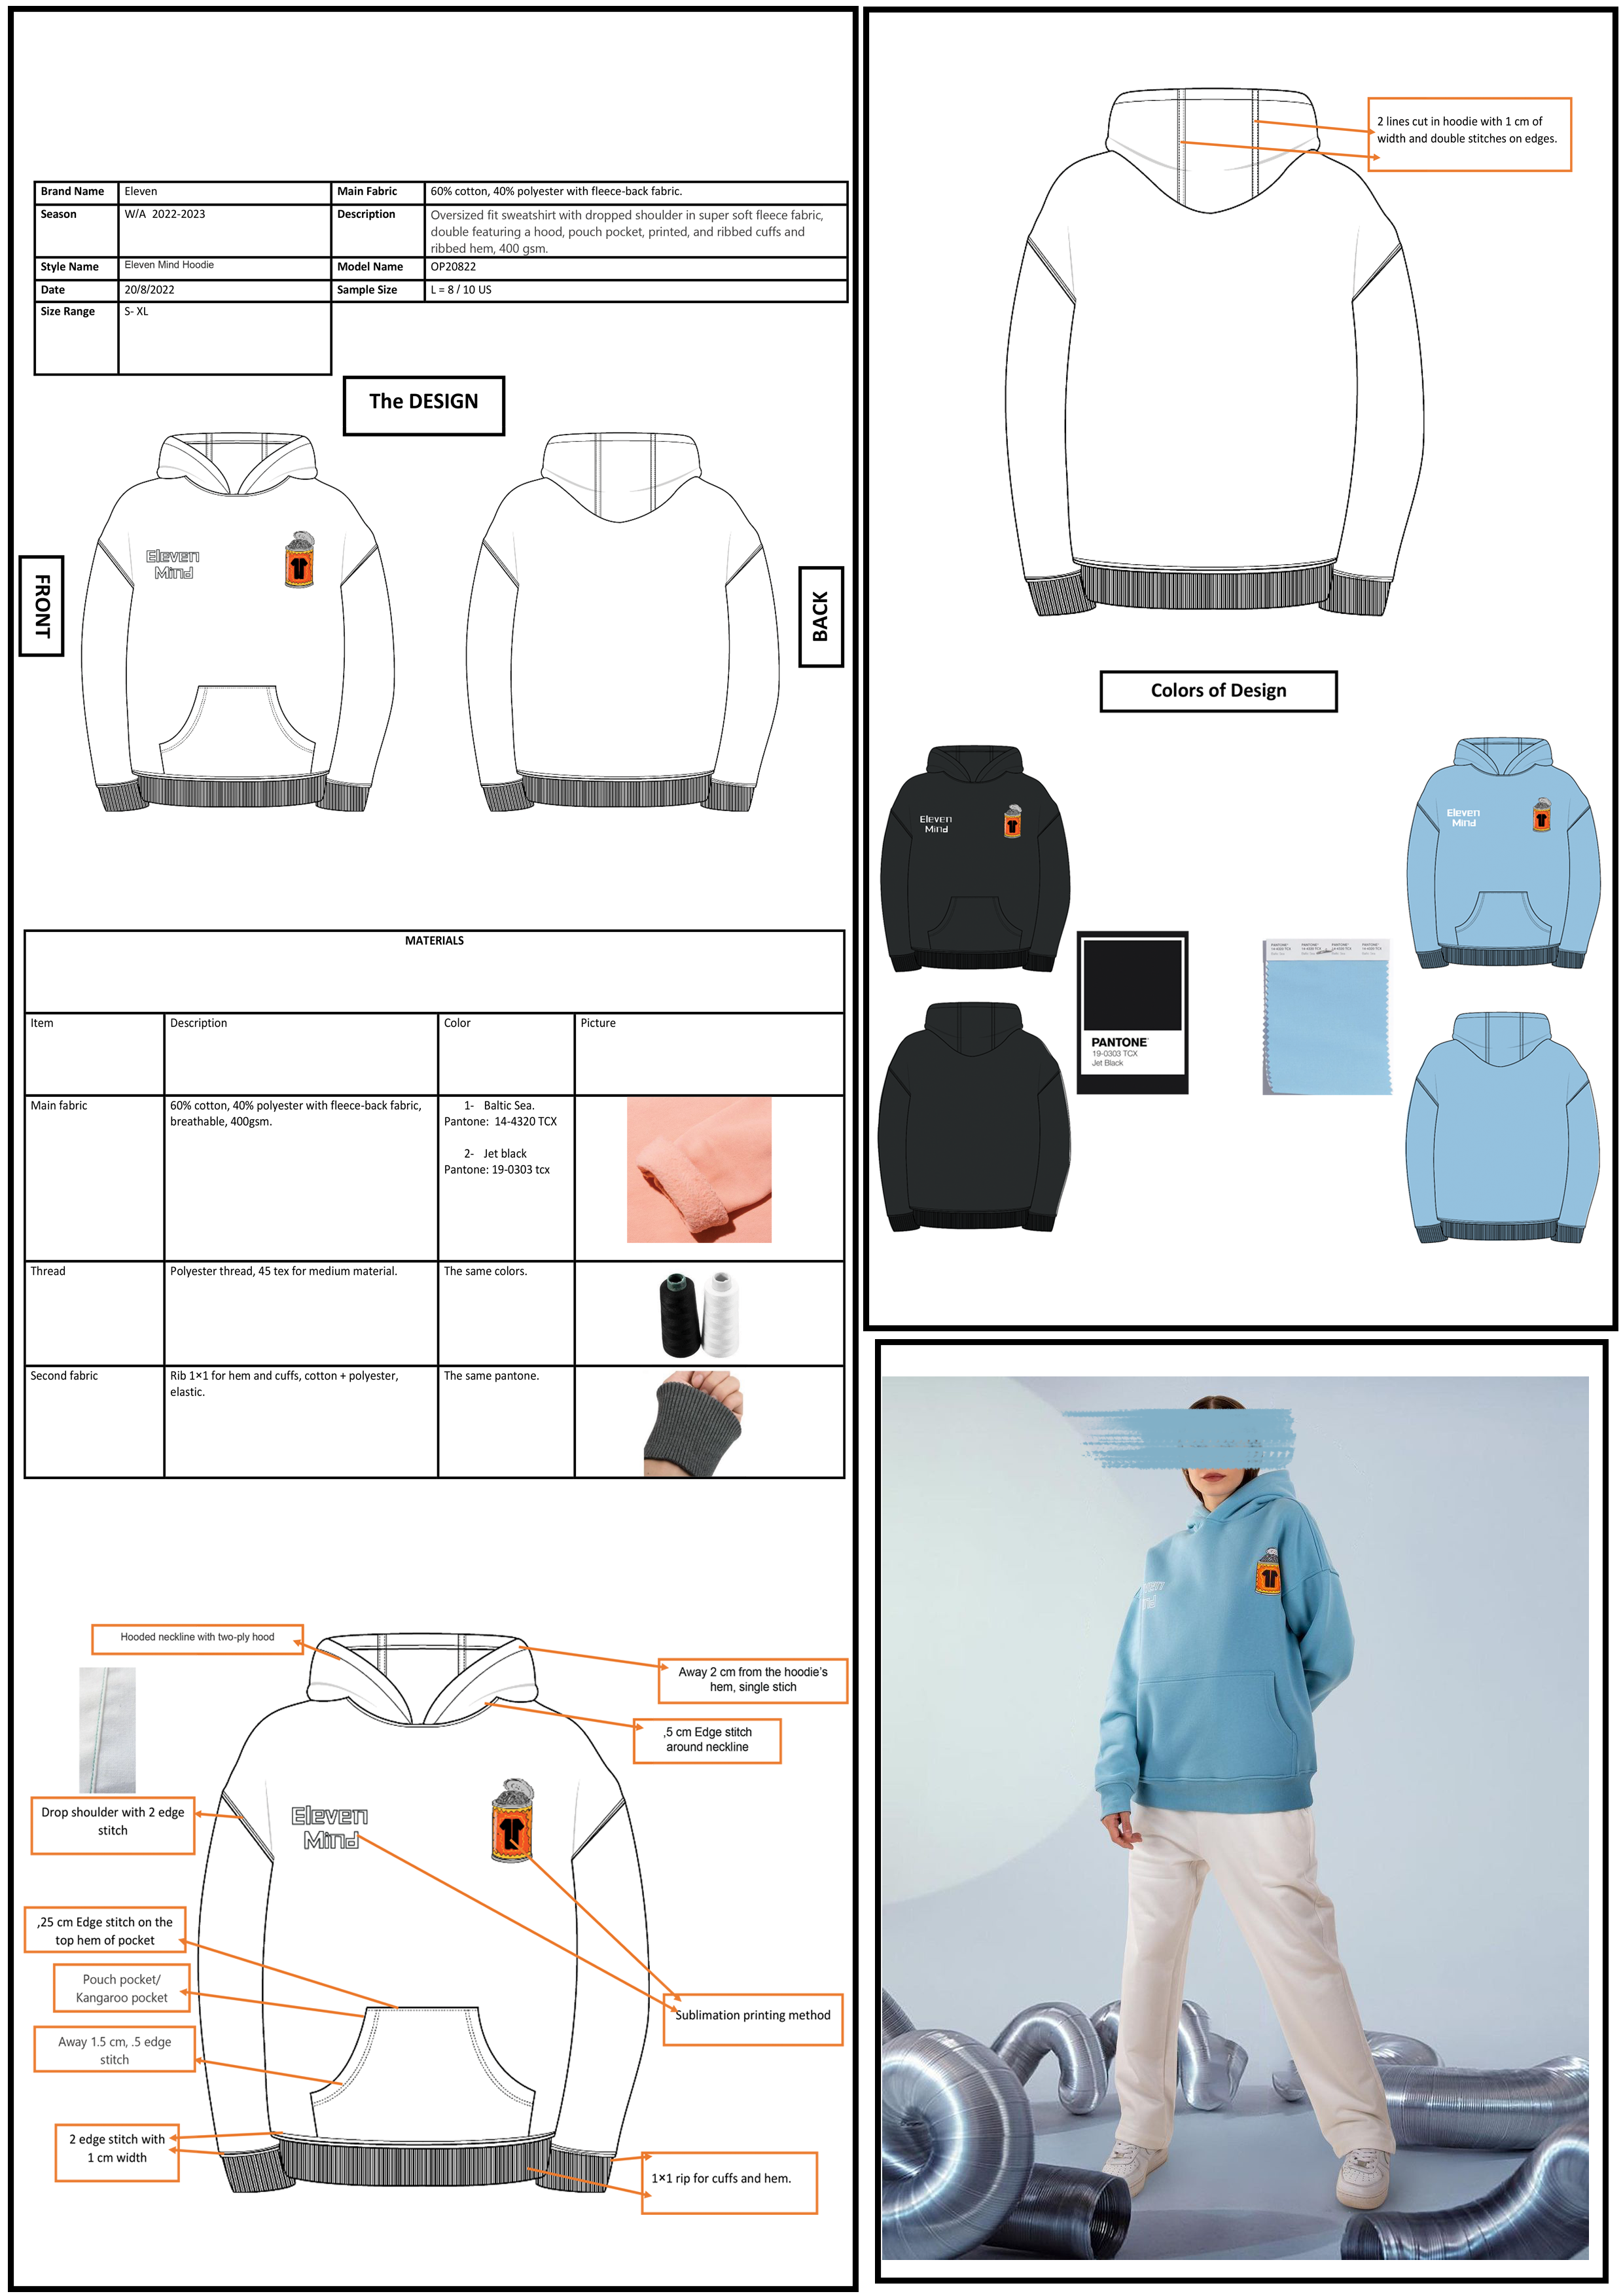 Brand Name Eleven Main Fabric 60% cotton, 40% polyester with fleece-back fabric.
Season W/A 2022-2023 Description Oversized fit sweatshirt with dropped shoulder in super soft fleece fabric,
double featuring a hood, pouch pocket, printed, and ribbed cuffs and
ribbed hem, 400 gsm.
Style Name Eleven Mind Hoodie Model Name OP20822
Date 20/8/2022 Sample Size L = 8 / 10 US
Size Range S- XL
The DESIGN
FRONT
Eleven
Mind
BACK
MATERIALS
Item Description Color Picture
Main fabric 60% cotton, 40% polyester with fleece-back fabric,
breathable, 400gsm.
1- Baltic Sea.
Pantone: 14-4320 TCX
2- Jet black
Pantone: 19-0303 tcx
Thread Polyester thread, 45 tex for medium material. The same colors.
Second fabric Rib 1×1 for hem and cuffs, cotton + polyester,
elastic.
The same pantone.
Hooded neckline with two-ply hood
Away 2 cm from the hoodie's
hem, single stich
,5 cm Edge stitch
around neckline
Drop shoulder with 2 edge
stitch
Eleven
Mind
,25 cm Edge stitch on the
top hem of pocket
Pouch pocket/
Kangaroo pocket
Away 1.5 cm, .5 edge
stitch
Sublimation printing method
2 edge stitch with
1 cm width
1×1 rip for cuffs and hem.
2 lines cut in hoodie with 1 cm of
width and double stitches on edges.
Colors of Design
Eleven
Mind
Eleven
Mind
PANTONE
19-0303 TCX
Jet Black